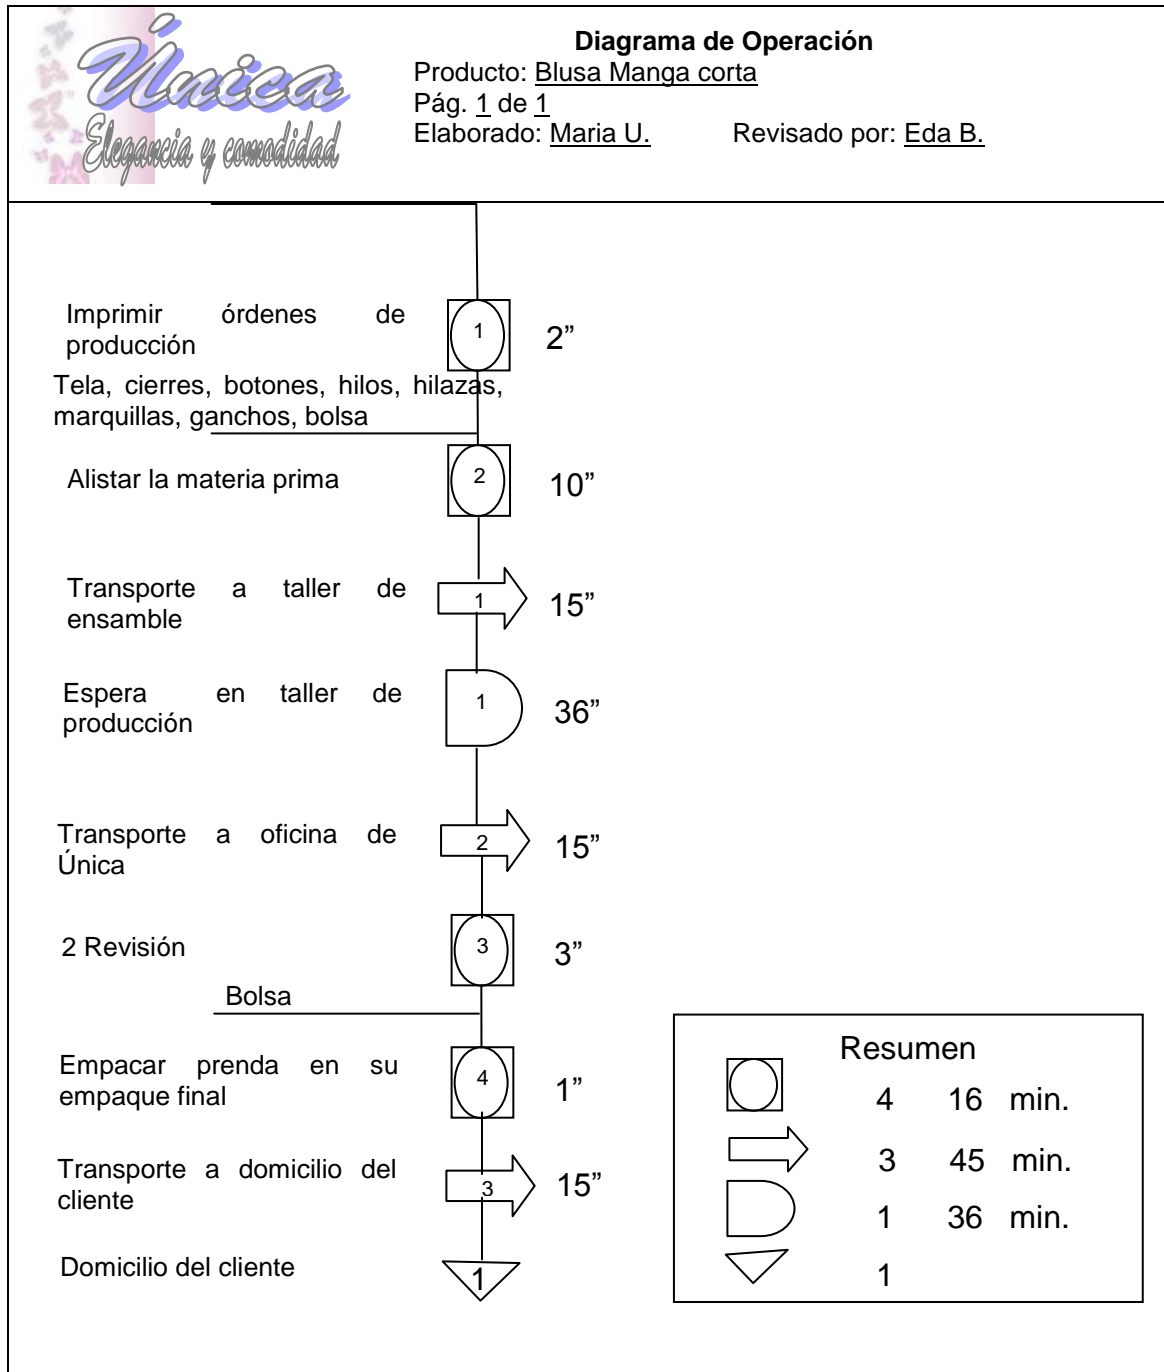 Única
Elegancia y comodidad
Diagrama de Operación
Producto: Blusa Manga corta
Pág. 1 de 1
Elaborado: Maria U. Revisado por: Eda B.
Imprimir órdenes de
producción
1
2”
Tela, cierres, botones, hilos, hilazas,
marquillas, ganchos, bolsa
Alistar la materia prima
2
10”
Transporte a taller de
ensamble
1
15”
Espera en taller de
producción
1
36”
Transporte a oficina de
Única
2
15”
2 Revisión
3
3”
Bolsa
Empacar prenda en su
empaque final
4
1”
Transporte a domicilio del
cliente
3
15”
Domicilio del cliente
1
Resumen
4 16 min.
3 45 min.
1 36 min.
1